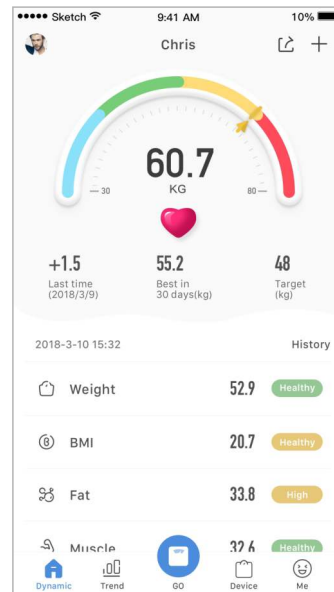 Sketch 9:41 AM 10%
Chris
30 80
60.7
KG
+1.5 55.2 48
Last time Best in Target
(2018/3/9) 30 days(kg) (kg)
2018-3-10 15:32 History
Weight 52.9 Healthy
BMI 20.7 Healthy
Fat 33.8 High
Muscle 32.6 Healthy
Dynamic Trend GO Device Me